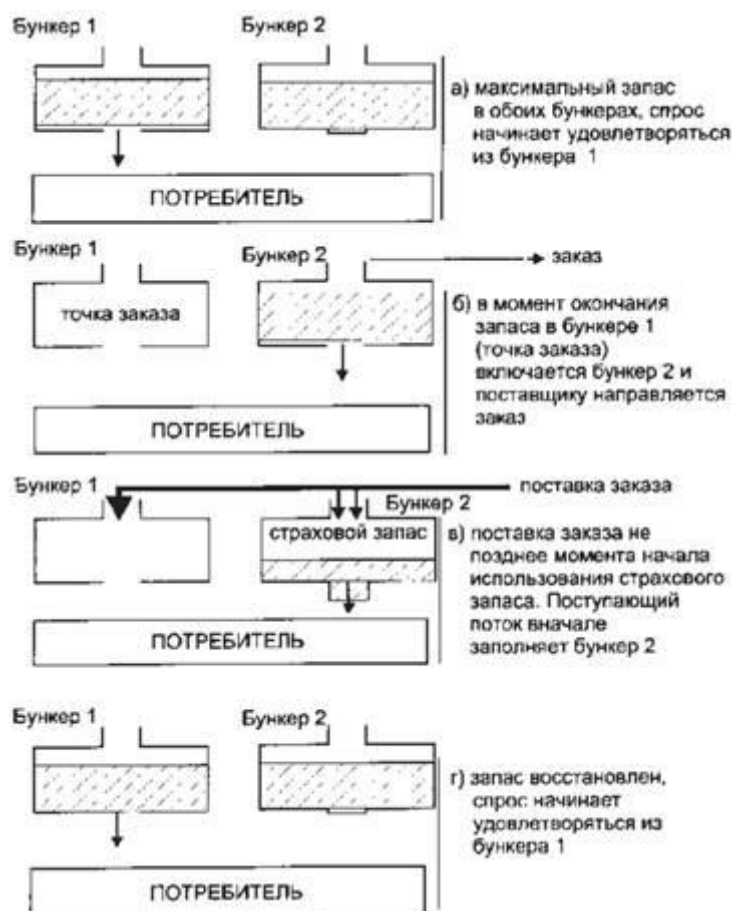 Бункер 1
Бункер 2
а) максимальный запас
в обоих бункерах, спрос
начинает удовлетворяться
из бункера 1
ПОТРЕБИТЕЛЬ
Бункер 1
Бункер 2
заказ
точка заказа
б) в момент окончания
запаса в бункере 1
(точка заказа)
включается бункер 2 и
поставщику направляется
заказ
ПОТРЕБИТЕЛЬ
Бункер 1
поставка заказа
Бункер 2
страховой запас
в) поставка заказа не
позднее момента начала
использования страхового
запаса. Поступающий
поток вначале
заполняет бункер 2
ПОТРЕБИТЕЛЬ
Бункер 1
Бункер 2
г) запас восстановлен,
спрос начинает
удовлетворяться из
бункера 1
ПОТРЕБИТЕЛЬ